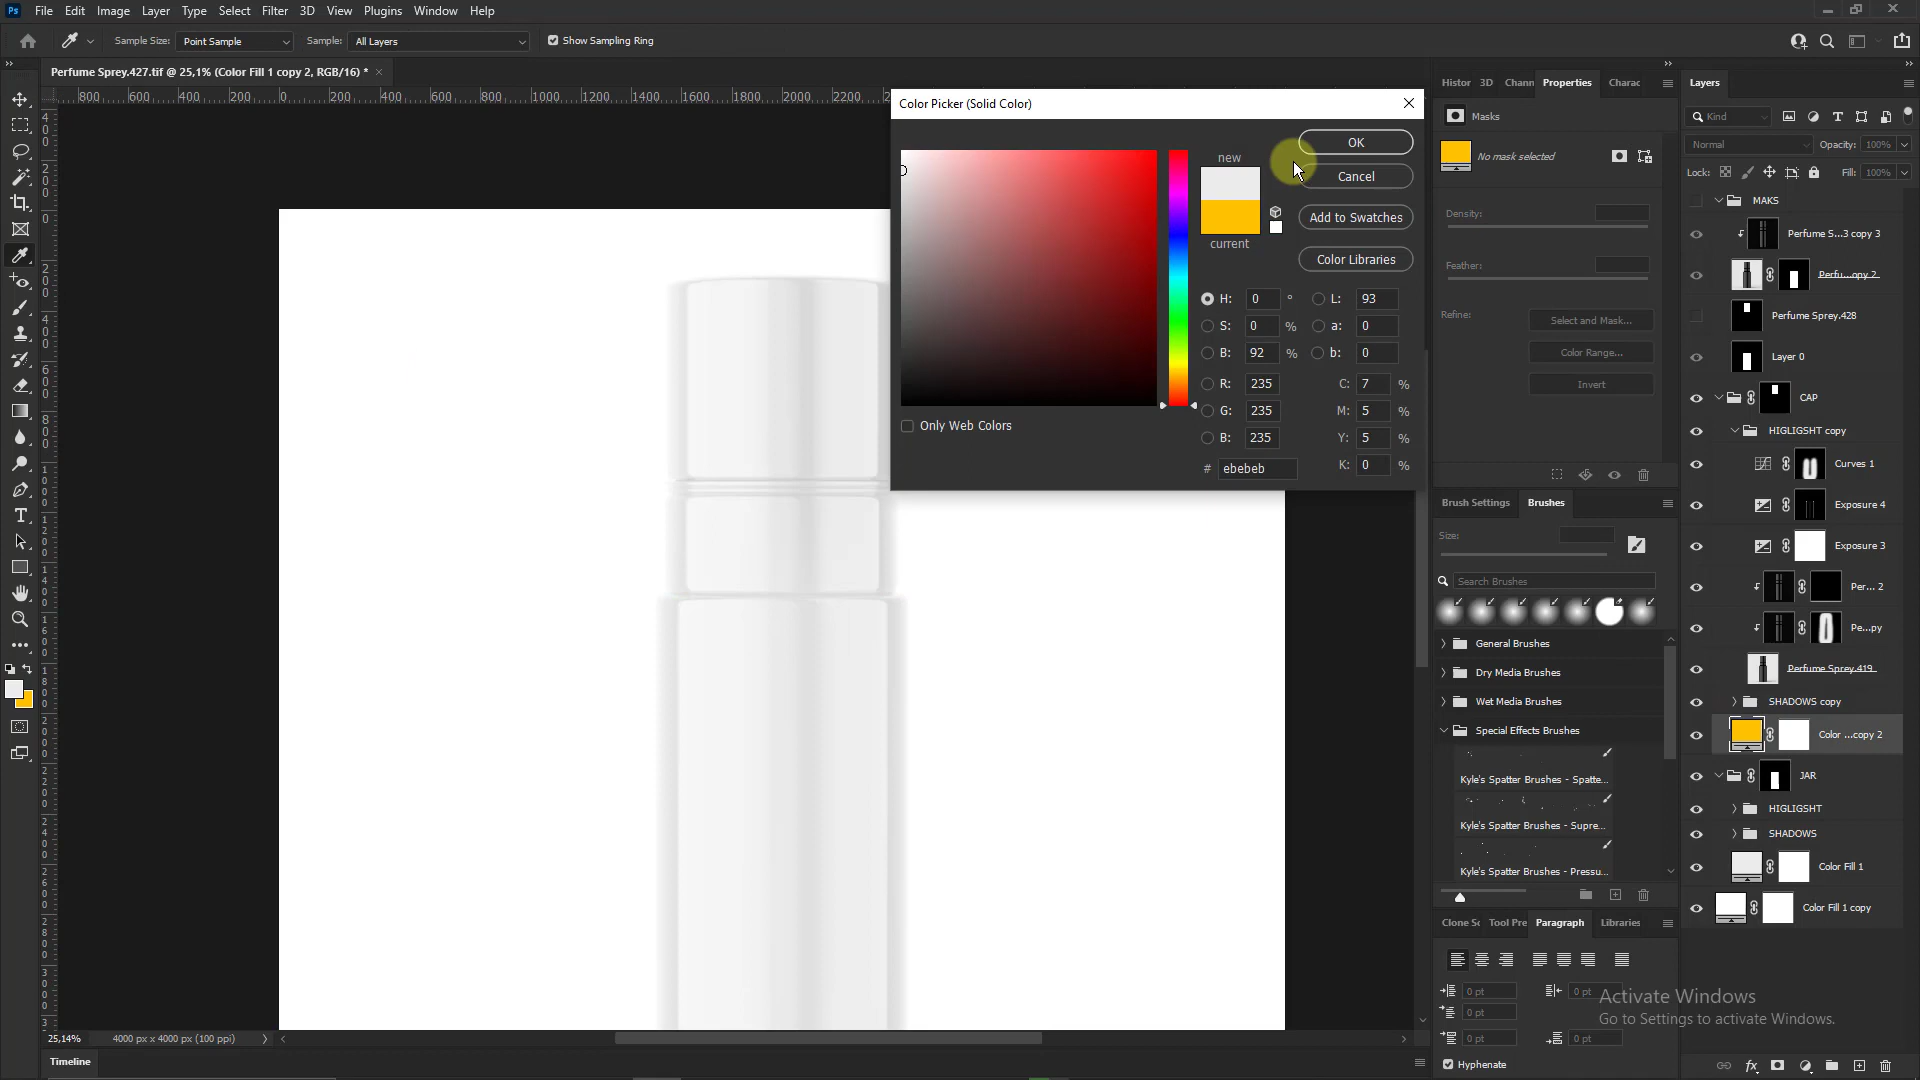 Ps File Edit Image Layer Type Select Filter 3D View Plugins Window Help
Sample Size: Point Sample Sample: All Layers Show Sampling Ring
Perfume Sprey.427.tif @ 25,1% (Color Fill 1 copy 2, RGB/16) *
800 600 400 200 0 200 400 600 800 1000 1200 1400 1600 1800 2000 2200
Color Picker (Solid Color)
new
current
OK
Cancel
Add to Swatches
Color Libraries
H: 0 ° L: 93
S: 0 % a: 0
B: 92 % b: 0
R: 235 C: 7 %
G: 235 M: 5 %
B: 235 Y: 5 %
# ebebeb K: 0 %
Only Web Colors
Histor 3D Chann Properties Charac
Masks
No mask selected
Density:
Feather:
Refine: Select and Mask...
Color Range...
Invert
Brush Settings Brushes
Size:
Search Brushes
General Brushes
Dry Media Brushes
Wet Media Brushes
Special Effects Brushes
Kyle's Spatter Brushes - Spatte...
Kyle's Spatter Brushes - Supre...
Kyle's Spatter Brushes - Pressu...
Clone Sc Tool Pre Paragraph Libraries
0 pt 0 pt
0 pt
0 pt 0 pt
Hyphenate
Layers
Kind
Normal Opacity: 100%
Lock: Fill: 100%
MAKS
Perfume S...3 copy 3
Perfu...opy 2
Perfume Sprey.428
Layer 0
CAP
HIGLIGSHT copy
Curves 1
Exposure 4
Exposure 3
Per... 2
Pe...py
Perfume Sprey.419
SHADOWS copy
Color ...copy 2
JAR
HIGLIGSHT
SHADOWS
Color Fill 1
Color Fill 1 copy
Activate Windows
Go to Settings to activate Windows.
25,14% 4000 px x 4000 px (100 ppi)
Timeline